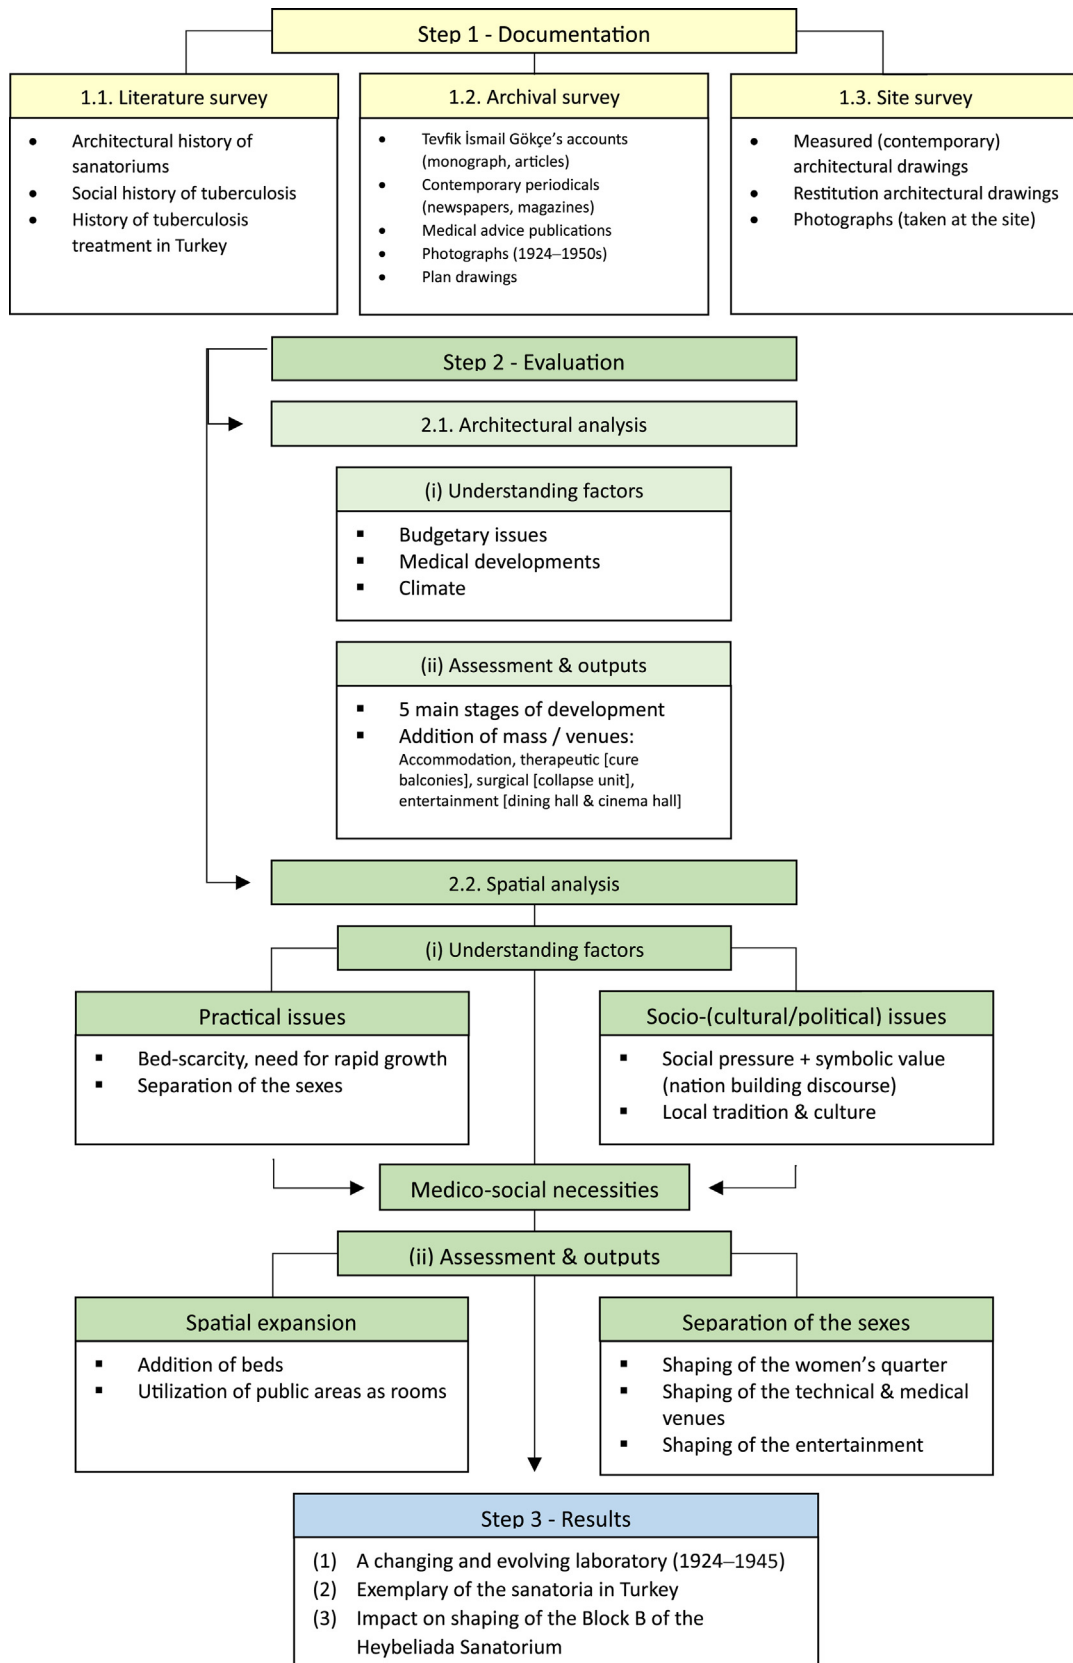 Step 1 - Documentation
1.1. Literature survey
Architectural history of
sanatoriums
Social history of tuberculosis
History of tuberculosis
treatment in Turkey
1.2. Archival survey
Tevfik İsmail Gökçe’s accounts
(monograph, articles)
Contemporary periodicals
(newspapers, magazines)
Medical advice publications
Photographs (1924–1950s)
Plan drawings
1.3. Site survey
Measured (contemporary)
architectural drawings
Restitution architectural drawings
Photographs (taken at the site)
Step 2 - Evaluation
2.1. Architectural analysis
(i) Understanding factors
Budgetary issues
Medical developments
Climate
(ii) Assessment & outputs
5 main stages of development
Addition of mass / venues:
Accommodation, therapeutic [cure
balconies], surgical [collapse unit],
entertainment [dining hall & cinema hall]
2.2. Spatial analysis
(i) Understanding factors
Practical issues
Bed-scarcity, need for rapid growth
Separation of the sexes
Socio-(cultural/political) issues
Social pressure + symbolic value
(nation building discourse)
Local tradition & culture
Medico-social necessities
(ii) Assessment & outputs
Spatial expansion
Addition of beds
Utilization of public areas as rooms
Separation of the sexes
Shaping of the women’s quarter
Shaping of the technical & medical
venues
Shaping of the entertainment
Step 3 - Results
(1) A changing and evolving laboratory (1924–1945)
(2) Exemplary of the sanatoria in Turkey
(3) Impact on shaping of the Block B of the
Heybeliada Sanatorium